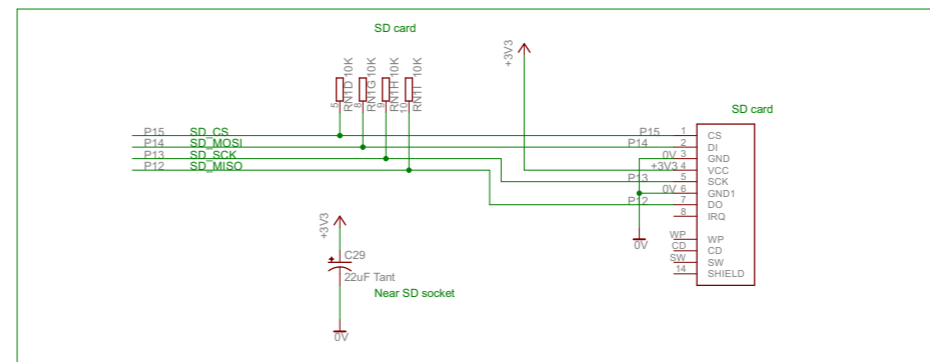 SD card
+3V3
RN1D 10K
RN1G 10K
RN1H 10K
RN1I 10K
5
8
9
10
SD card
P15 SD_CS P15 1 CS
P14 SD_MOSI P14 2 DI
0V 3 GND
P13 SD_SCK +3V3 4 VCC
P12 SD_MISO P13 5 SCK
0V 6 GND1
P12 7 DO
8 IRQ
WP WP
CD CD
SW SW
14 SHIELD
0V
+3V3
C29
22uF Tant
Near SD socket
0V